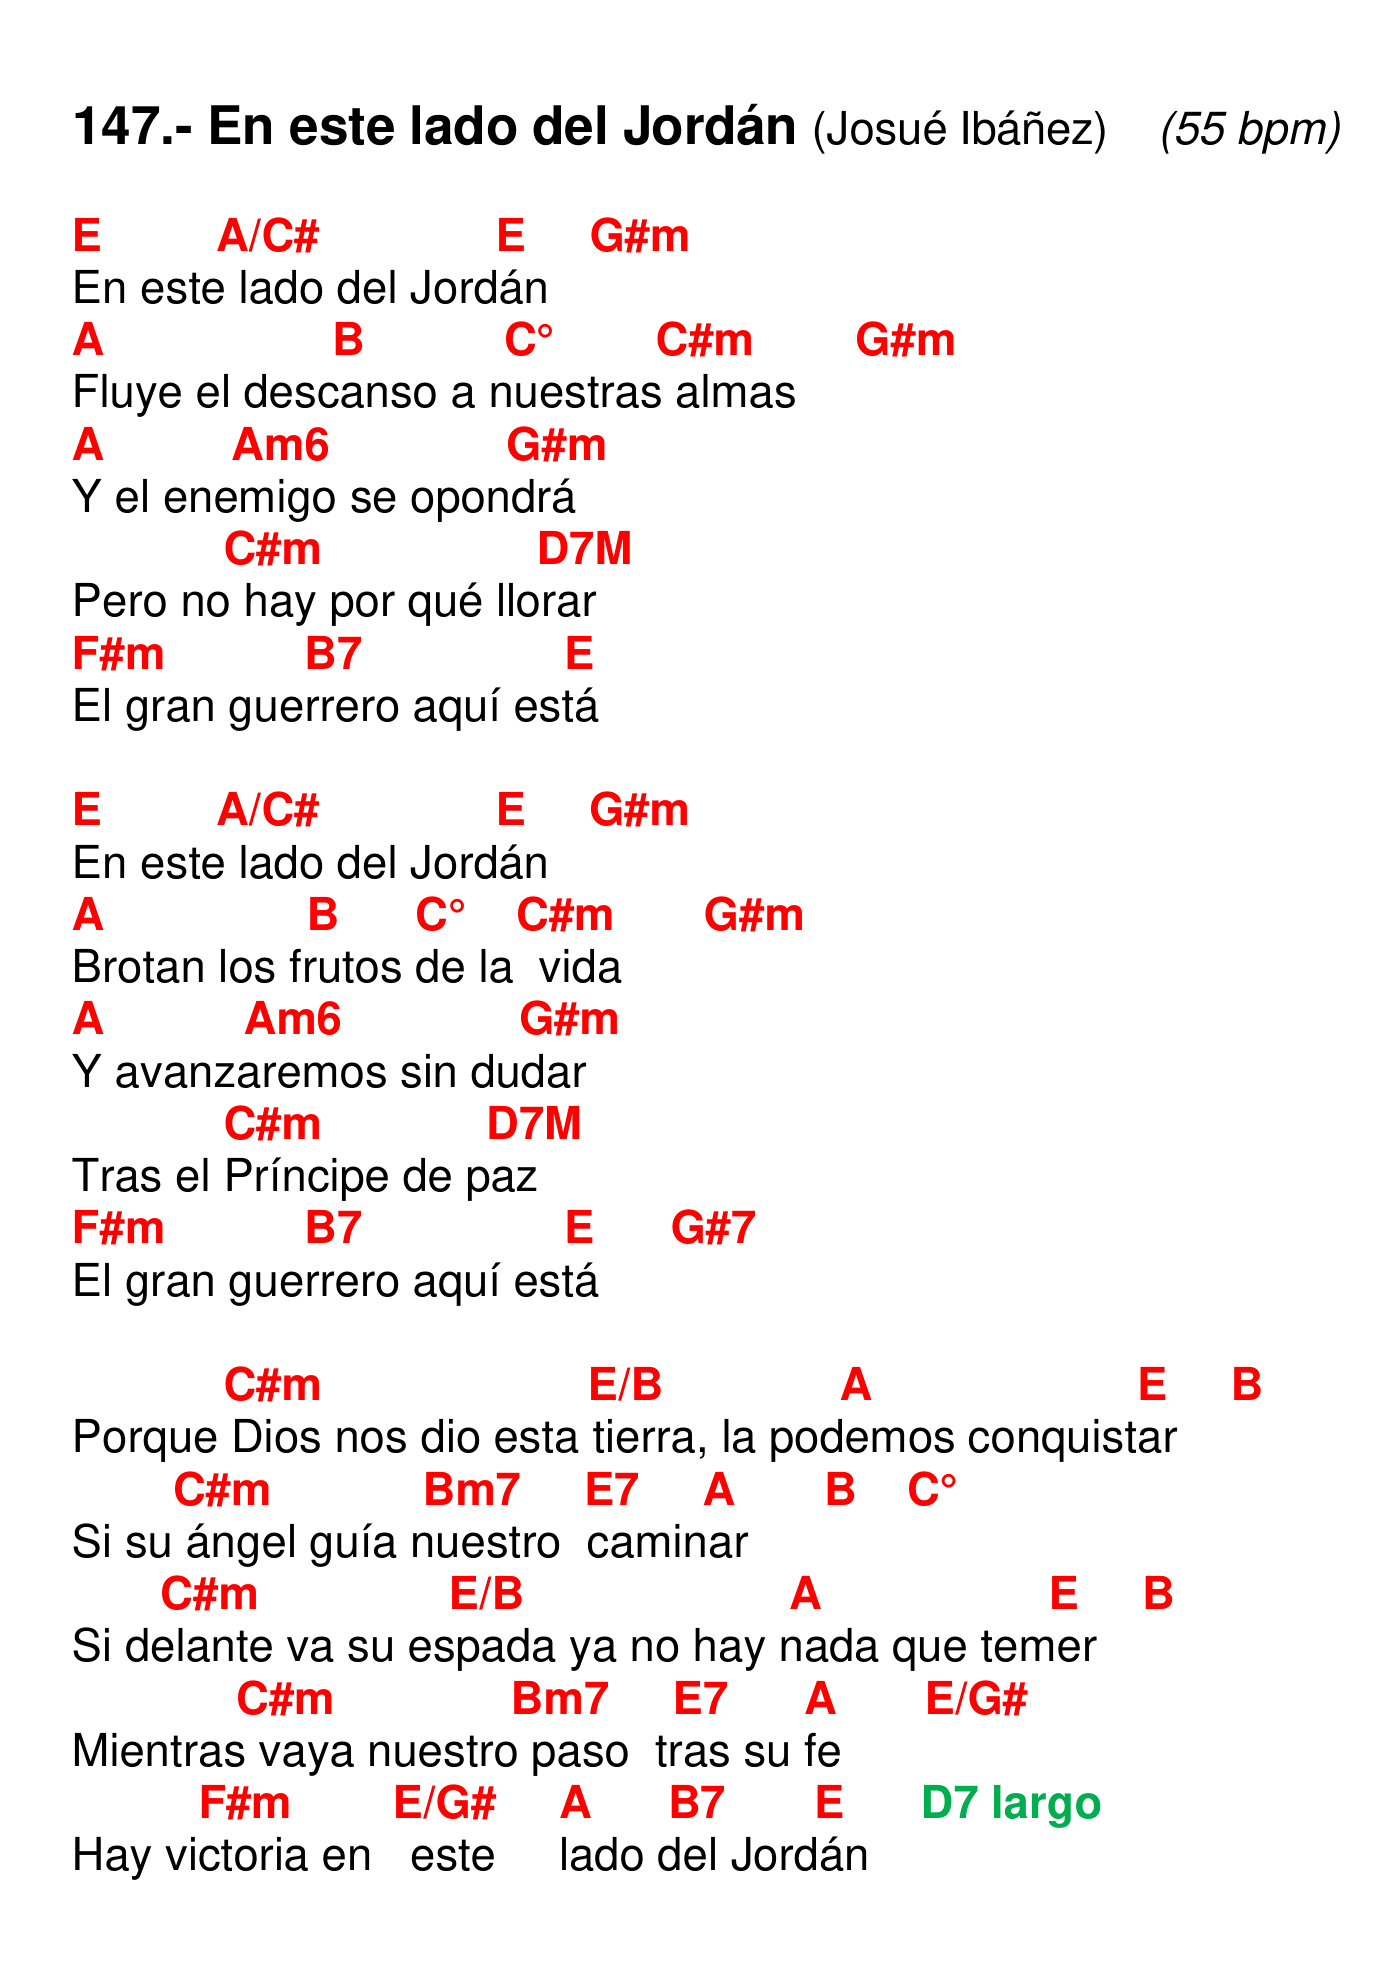 147.- En este lado del Jordán (Josué Ibáñez) (55 bpm)
E A/C# E G#m
En este lado del Jordán
A B C° C#m G#m
Fluye el descanso a nuestras almas
A Am6 G#m
Y el enemigo se opondrá
C#m D7M
Pero no hay por qué llorar
F#m B7 E
El gran guerrero aquí está
E A/C# E G#m
En este lado del Jordán
A B C° C#m G#m
Brotan los frutos de la vida
A Am6 G#m
Y avanzaremos sin dudar
C#m D7M
Tras el Príncipe de paz
F#m B7 E G#7
El gran guerrero aquí está
C#m E/B A E B
Porque Dios nos dio esta tierra, la podemos conquistar
C#m Bm7 E7 A B C°
Si su ángel guía nuestro caminar
C#m E/B A E B
Si delante va su espada ya no hay nada que temer
C#m Bm7 E7 A E/G#
Mientras vaya nuestro paso tras su fe
F#m E/G# A B7 E D7 largo
Hay victoria en este lado del Jordán